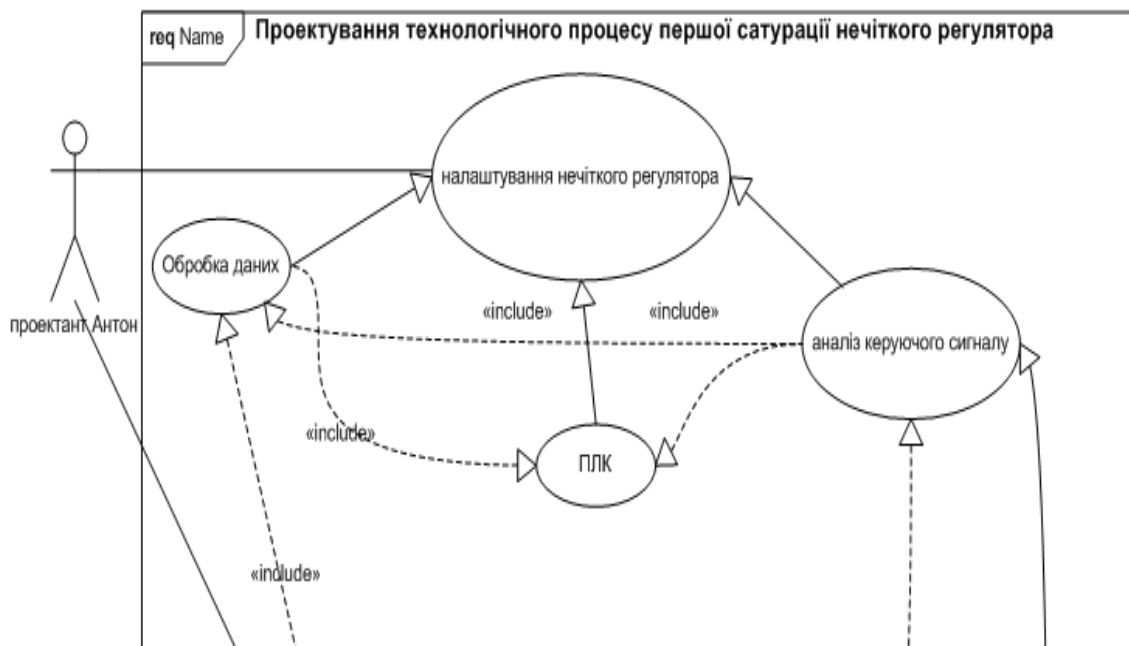 req Name
Проектування технологічного процесу першої сатурації нечіткого регулятора
налаштування нечіткого регулятора
Обробка даних
проектант Антон
«include»
«include»
аналіз керуючого сигналу
«include»
ПЛК
«include»